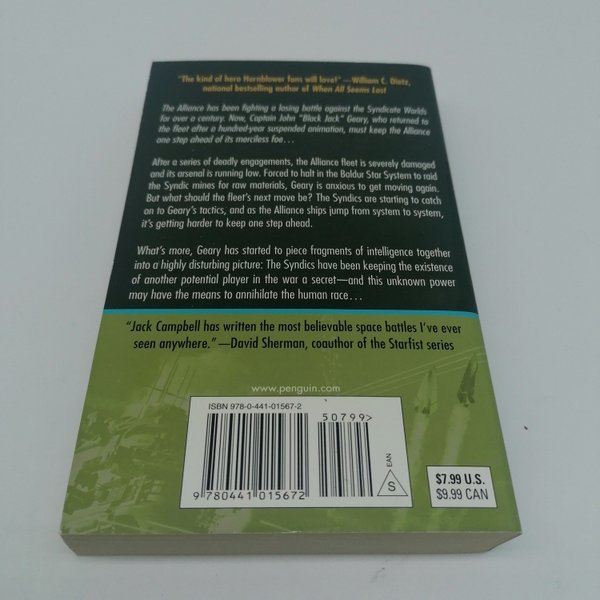 "The kind of hero Hornblower fans will love!" —William C. Dietz,
national bestselling author of When All Seems Lost
The Alliance has been fighting a losing battle against the Syndicate Worlds
for over a century. Now, Captain John "Black Jack" Geary, who returned to
the fleet after a hundred-year suspended animation, must keep the Alliance
one step ahead of its merciless foe…
After a series of deadly engagements, the Alliance fleet is severely damaged
and its arsenal is running low. Forced to halt in the Baldur Star System to raid
the Syndic mines for raw materials, Geary is anxious to get moving again.
But what should the fleet's next move be? The Syndics are starting to catch
on to Geary's tactics, and as the Alliance ships jump from system to system,
it's getting harder to keep one step ahead.
What's more, Geary has started to piece fragments of intelligence together
into a highly disturbing picture: The Syndics have been keeping the existence
of another potential player in the war a secret—and this unknown power
may have the means to annihilate the human race…
"Jack Campbell has written the most believable space battles I've ever
seen anywhere."—David Sherman, coauthor of the Starfist series
www.penguin.com
ISBN 978-0-441-01567-2
50799>
9 780441 015672
EAN
S
$7.99 U.S.
$9.99 CAN